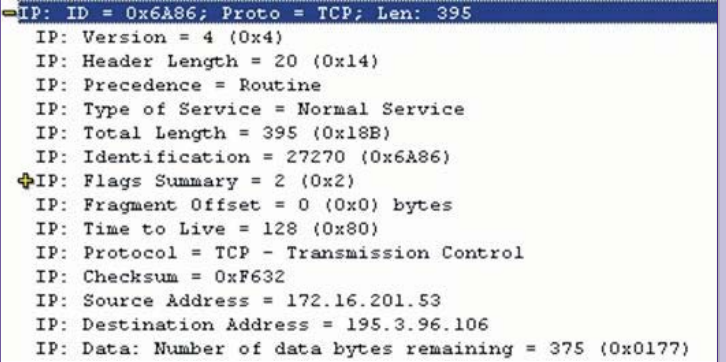 IP: ID = 0x6A86; Proto = TCP; Len: 395
IP: Version = 4 (0x4)
IP: Header Length = 20 (0x14)
IP: Precedence = Routine
IP: Type of Service = Normal Service
IP: Total Length = 395 (0x18B)
IP: Identification = 27270 (0x6A86)
IP: Flags Summary = 2 (0x2)
IP: Fragment Offset = 0 (0x0) bytes
IP: Time to Live = 128 (0x80)
IP: Protocol = TCP - Transmission Control
IP: Checksum = 0xF632
IP: Source Address = 172.16.201.53
IP: Destination Address = 195.3.96.106
IP: Data: Number of data bytes remaining = 375 (0x0177)